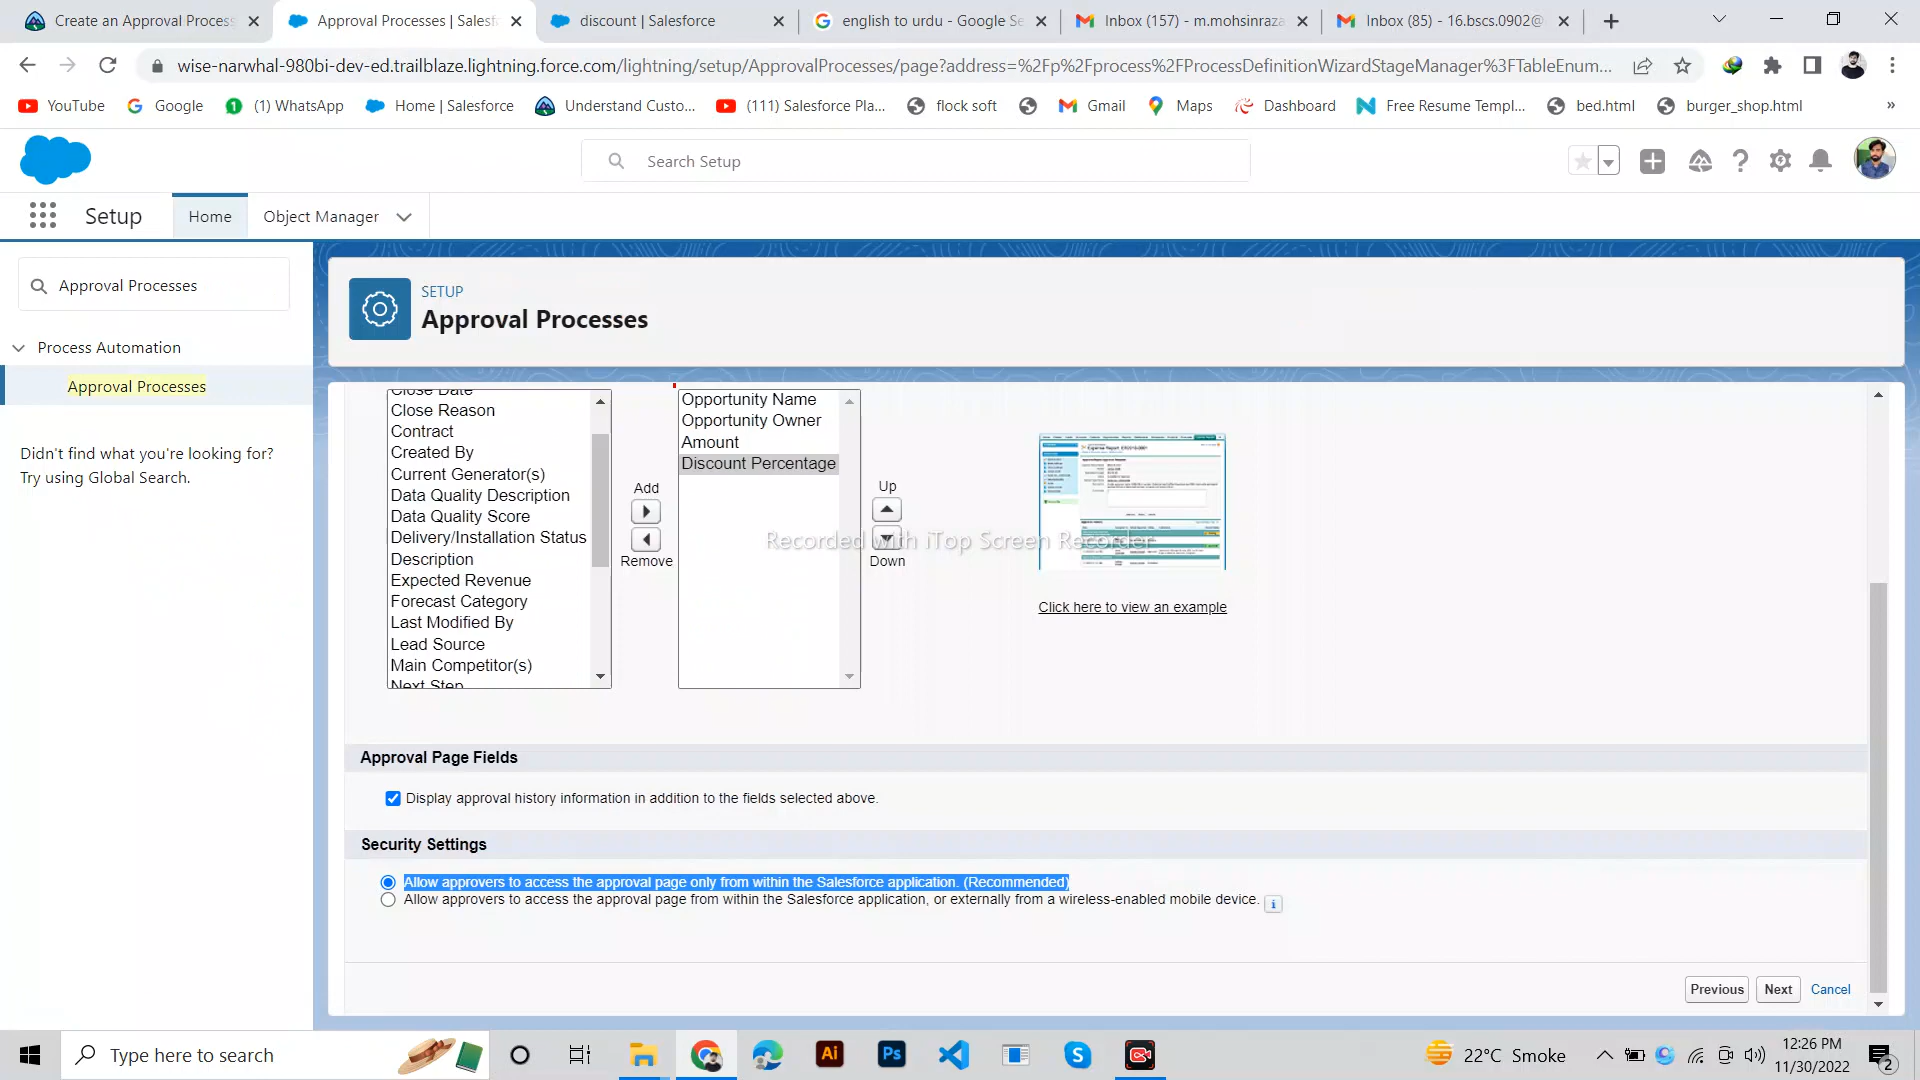 Create an Approval Process
Approval Processes | Salesf
discount | Salesforce
english to urdu - Google Se
Inbox (157) - m.mohsinraza
Inbox (85) - 16.bscs.0902@
wise-narwhal-980bi-dev-ed.trailblaze.lightning.force.com/lightning/setup/ApprovalProcesses/page?address=%2Fp%2Fprocess%2FProcessDefinitionWizardStageManager%3FTableEnum...
YouTube
Google
(1) WhatsApp
Home | Salesforce
Understand Custo...
(111) Salesforce Pla...
flock soft
Gmail
Maps
Dashboard
Free Resume Templ...
bed.html
burger_shop.html
»
Search Setup
Setup
Home
Object Manager
Approval Processes
Process Automation
Approval Processes
Didn't find what you're looking for?
Try using Global Search.
SETUP
Approval Processes
Close Date
Close Reason
Contract
Created By
Current Generator(s)
Data Quality Description
Data Quality Score
Delivery/Installation Status
Description
Expected Revenue
Forecast Category
Last Modified By
Lead Source
Main Competitor(s)
Next Step
Add
Remove
Opportunity Name
Opportunity Owner
Amount
Discount Percentage
Up
Down
Recorded with iTop Screen Recorder
Click here to view an example
Approval Page Fields
Display approval history information in addition to the fields selected above.
Security Settings
Allow approvers to access the approval page only from within the Salesforce application. (Recommended)
Allow approvers to access the approval page from within the Salesforce application, or externally from a wireless-enabled mobile device.
Previous
Next
Cancel
Type here to search
Ai
Ps
22°C Smoke
12:26 PM
11/30/2022
2